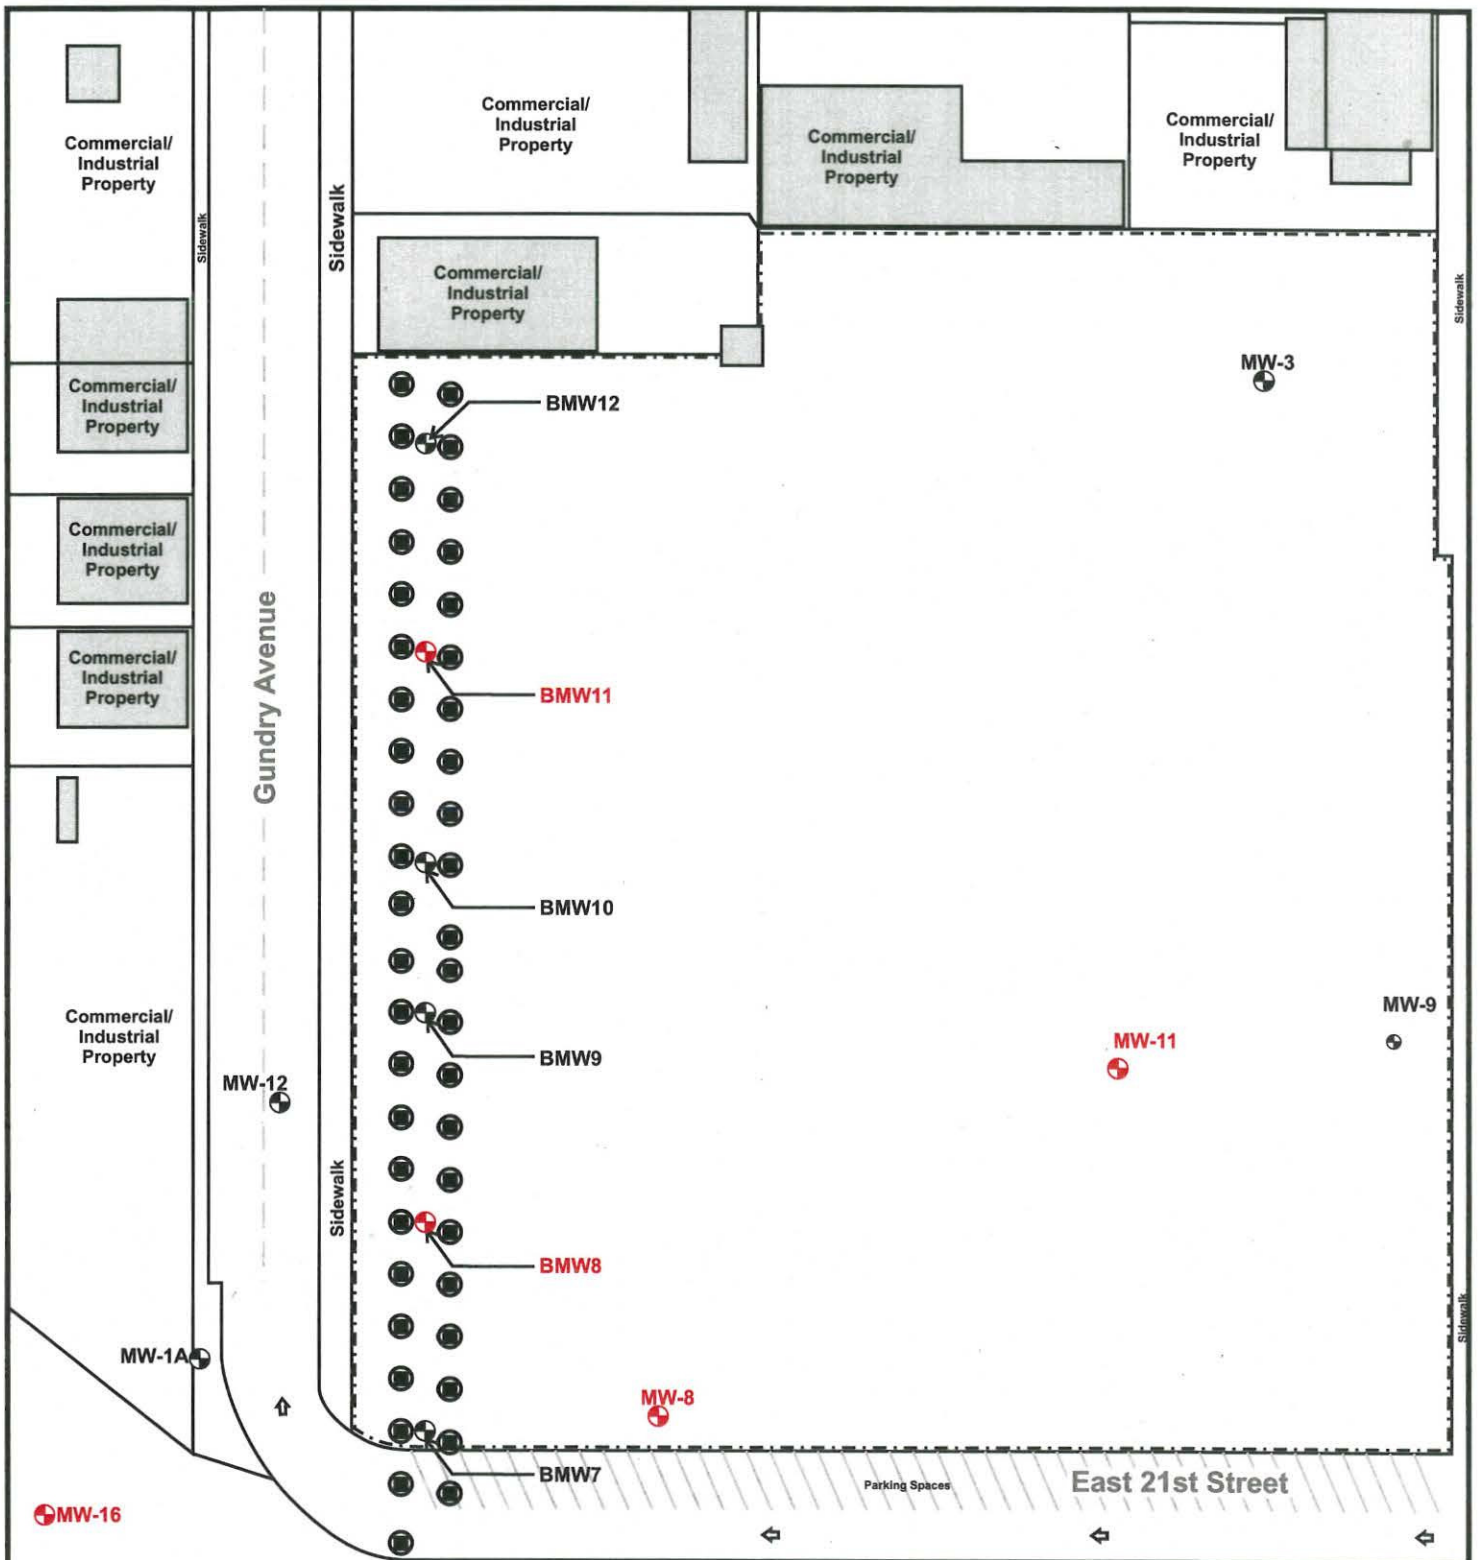 Commercial/
Industrial
Property
Commercial/
Industrial
Property
Commercial/
Industrial
Property
Commercial/
Industrial
Property
Sidewalk
Sidewalk
Commercial/
Industrial
Property
Sidewalk
MW-3
Commercial/
Industrial
Property
BMW12
Commercial/
Industrial
Property
Gundry Avenue
Commercial/
Industrial
Property
BMW11
BMW10
Commercial/
Industrial
Property
MW-9
MW-11
BMW9
MW-12
Sidewalk
BMW8
Sidewalk
MW-1A
MW-8
BMW7
Parking Spaces
East 21st Street
MW-16